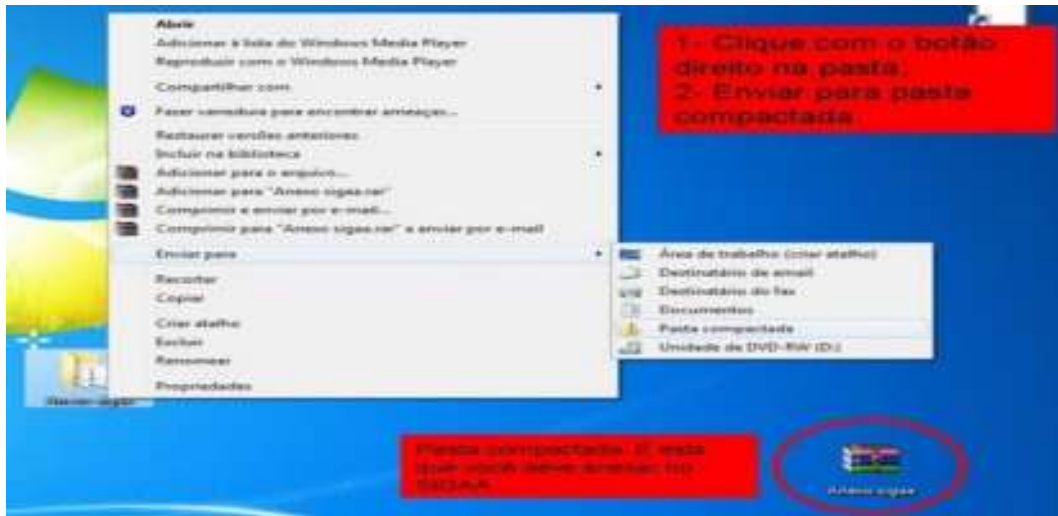 Abrir
Adicionar à lista do Windows Media Player
Reproduzir com o Windows Media Player
Compartilhar com
Fazer varredura para encontrar ameaças...
Restaurar versões anteriores
Incluir na biblioteca
Adicionar para o arquivo...
Adicionar para "Anexo sigaa.rar"
Comprimir e enviar por e-mail...
Comprimir para "Anexo sigaa.rar" e enviar por e-mail
Enviar para
Recortar
Copiar
Criar atalho
Excluir
Renomear
Propriedades
Área de trabalho (criar atalho)
Destinatário de email
Destinatário do fax
Documentos
Pasta compactada
Unidade de DVD-RW (D:)
1- Clique com o botão
direito na pasta;
2- Enviar para pasta
compactada
Anexo sigaa
Pasta compactada. É esta
que você deve anexar no
SIGAA
Anexo sigaa